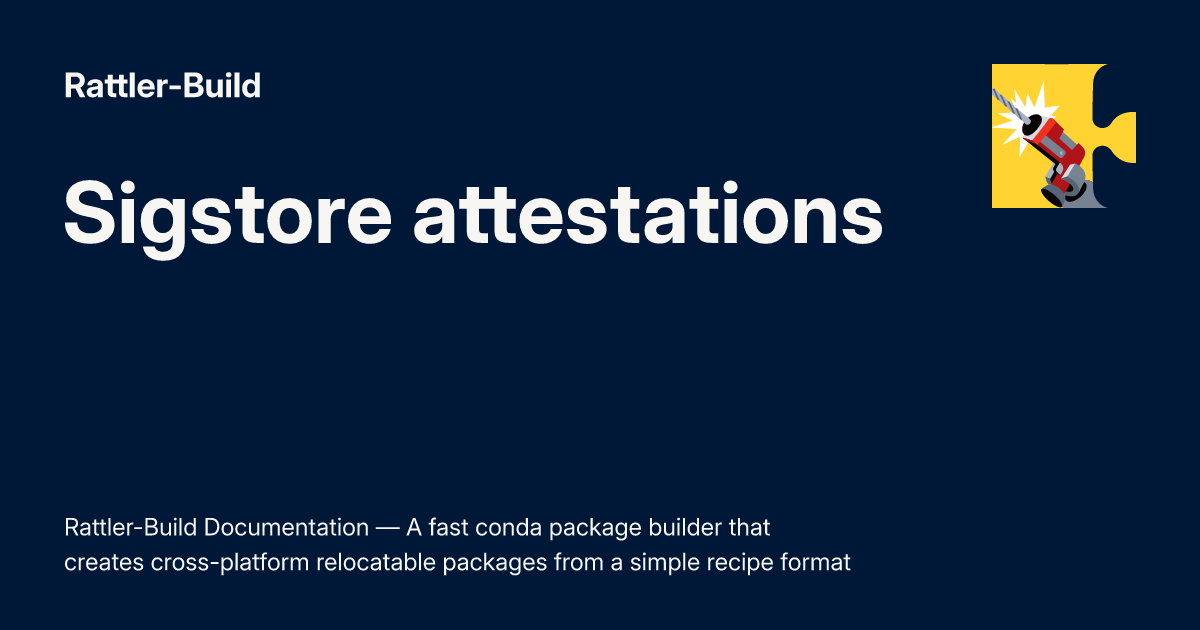 Rattler-Build
Sigstore attestations
Rattler-Build Documentation — A fast conda package builder that
creates cross-platform relocatable packages from a simple recipe format